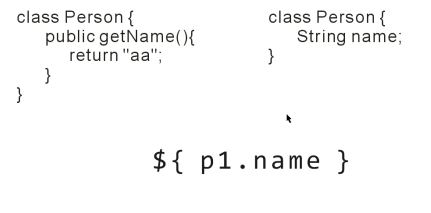 class Person {
public getName(){
return "aa";
}
}
class Person {
String name;
}
${ p1.name }